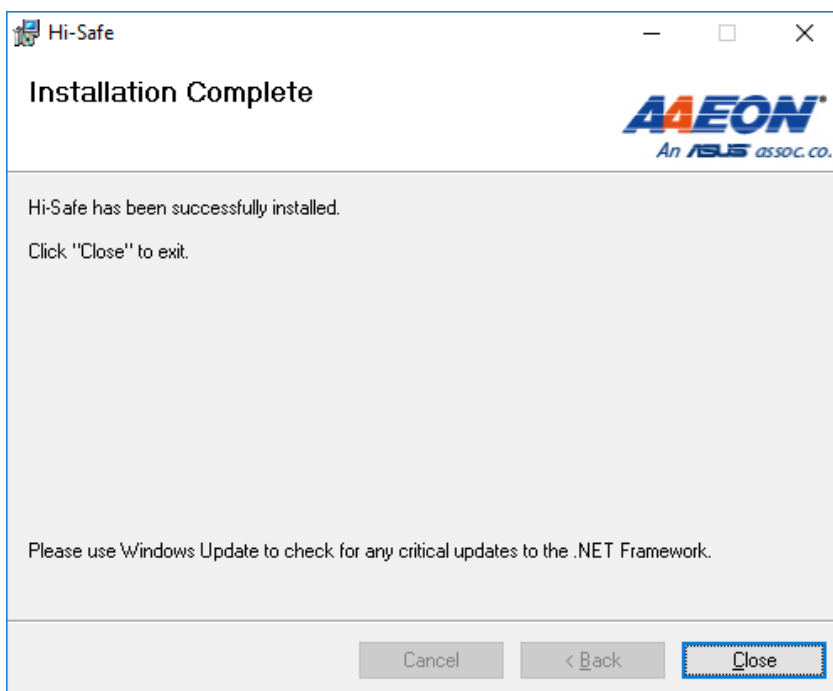 Hi-Safe
Installation Complete
AAEON
An ASUS assoc. co.
Hi-Safe has been successfully installed.
Click "Close" to exit.
Please use Windows Update to check for any critical updates to the .NET Framework.
Cancel
< Back
Close